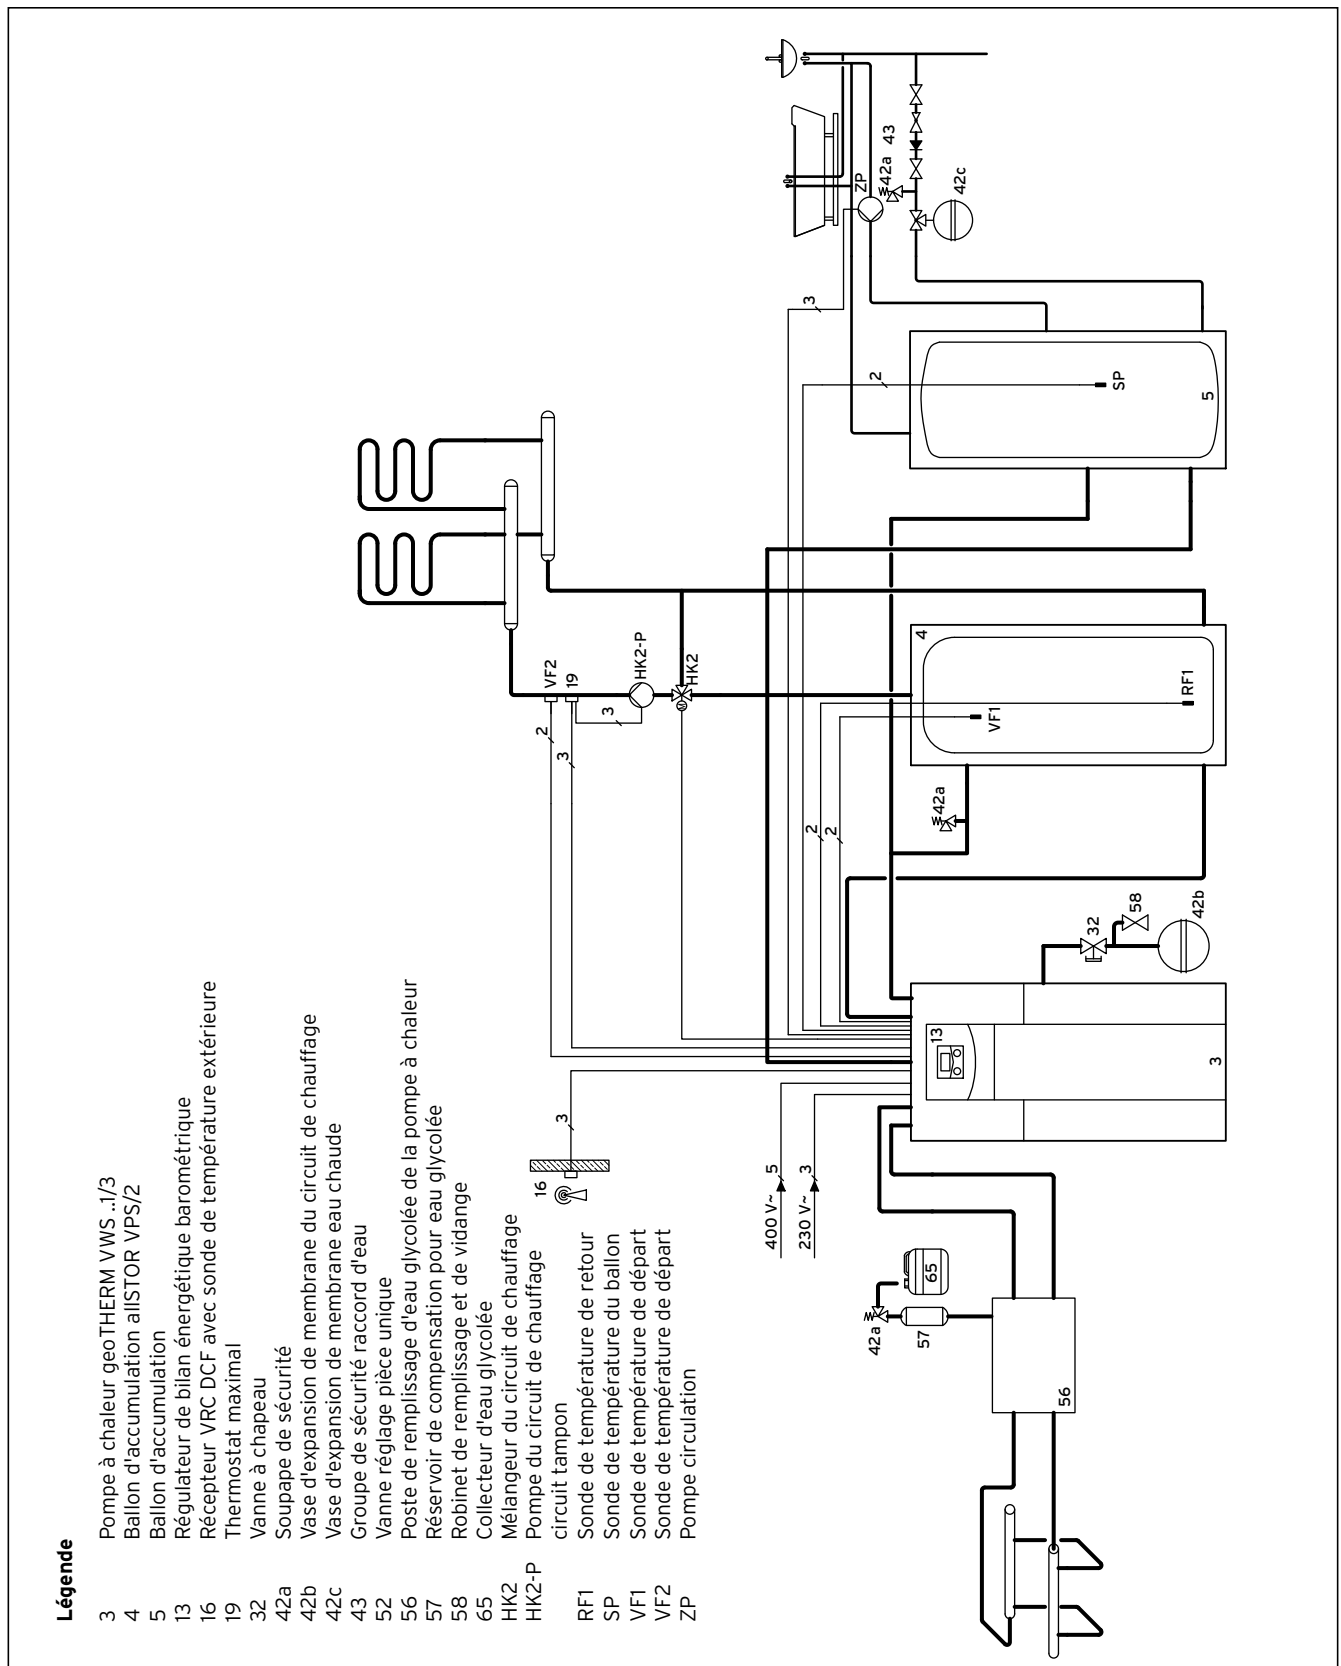 Légende
3 Pompe à chaleur geoTHERM VWS ..1/3
4 Ballon d'accumulation allSTOR VPS/2
5 Ballon d'accumulation
13 Régulateur de bilan énergétique barométrique
16 Récepteur VRC DCF avec sonde de température extérieure
19 Thermostat maximal
32 Vanne à chapeau
42a Soupape de sécurité
42b Vase d'expansion de membrane du circuit de chauffage
42c Vase d'expansion de membrane eau chaude
43 Groupe de sécurité raccord d'eau
52 Vanne réglage pièce unique
56 Poste de remplissage d'eau glycolée de la pompe à chaleur
57 Réservoir de compensation pour eau glycolée
58 Robinet de remplissage et de vidange
65 Collecteur d'eau glycolée
HK2 Mélangeur du circuit de chauffage
HK2-P Pompe du circuit de chauffage
circuit tampon
RF1 Sonde de température de retour
SP Sonde de température du ballon
VF1 Sonde de température de départ
VF2 Sonde de température de départ
ZP Pompe circulation
VF2
19
HK2-P
HK2
2
3
3
3
16
400 V~ 5
230 V~ 3
42a
65
57
56
13
3
32
58
42b
42a
2
2
4
VF1
RF1
3
2
SP
5
ZP
42a
43
42c